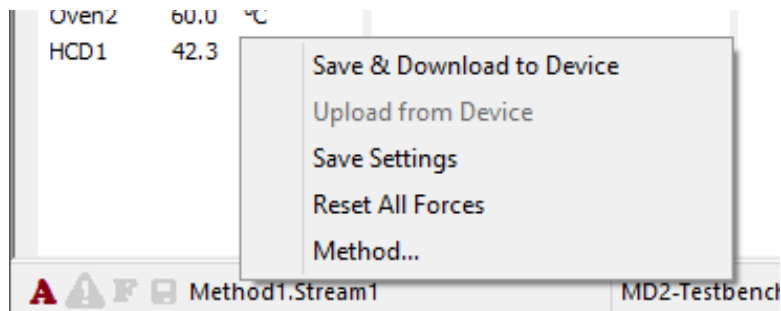 Oven2 60.0 °C
HCD1 42.3
Save & Download to Device
Upload from Device
Save Settings
Reset All Forces
Method...
A F Method1.Stream1 MD2-Testbench